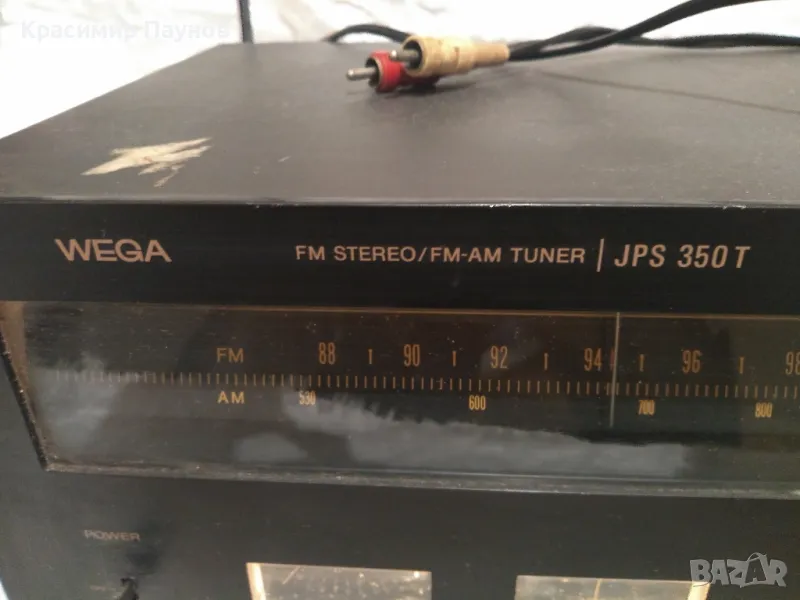 Красимир Паунов
WEGA FM STEREO/FM-AM TUNER | JPS 350 T
FM 88 90 92 94 96 98
AM 530 600 700 800
POWER
BAZAR